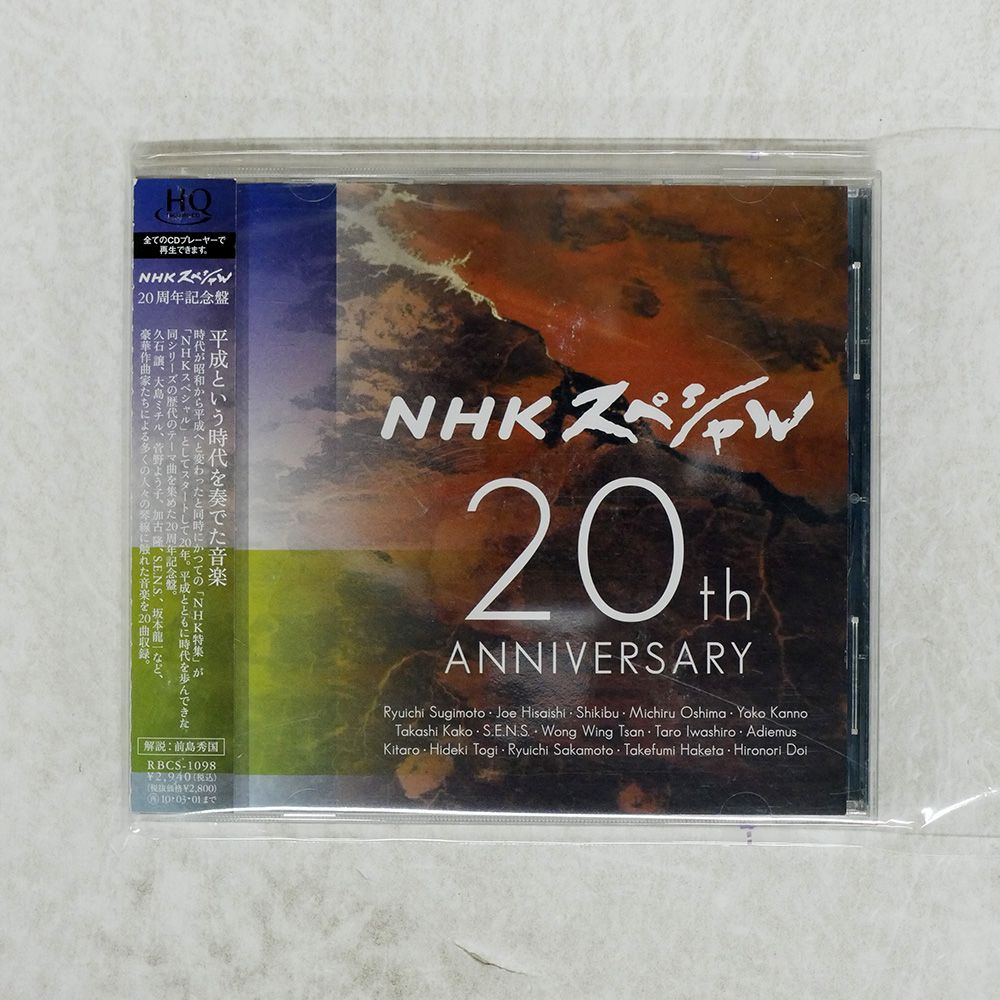 HQ
全てのCDプレーヤーで
再生できます。
NHKスペシャル
20周年記念盤
平成という時代を奏でた音楽
時代が昭和から平成へと変わったと同時にかつての「NHK特集」が
「NHKスペシャル」としてスタートして20年。平成とともに時代を歩んできた
同シリーズの歴代のテーマ曲を集めた20周年記念盤。
久石 譲、大島ミチル、菅野よう子、加古 隆、S.E.N.S.、坂本龍一など、
豪華作曲家たちによる多くの人々の琴線に触れた音楽を20曲収録。
解説:前島秀国
RBCS-1098
¥2,940(税込)
(税抜価格¥2,800)
再10・03・01まで
NHKスペシャル
20th
ANNIVERSARY
Ryuichi Sugimoto · Joe Hisaishi · Shikibu · Michiru Oshima · Yoko Kanno
Takashi Kako · S.E.N.S. · Wong Wing Tsan · Taro Iwashiro · Adiemus
Kitaro · Hideki Togi · Ryuichi Sakamoto · Takefumi Haketa · Hironori Doi